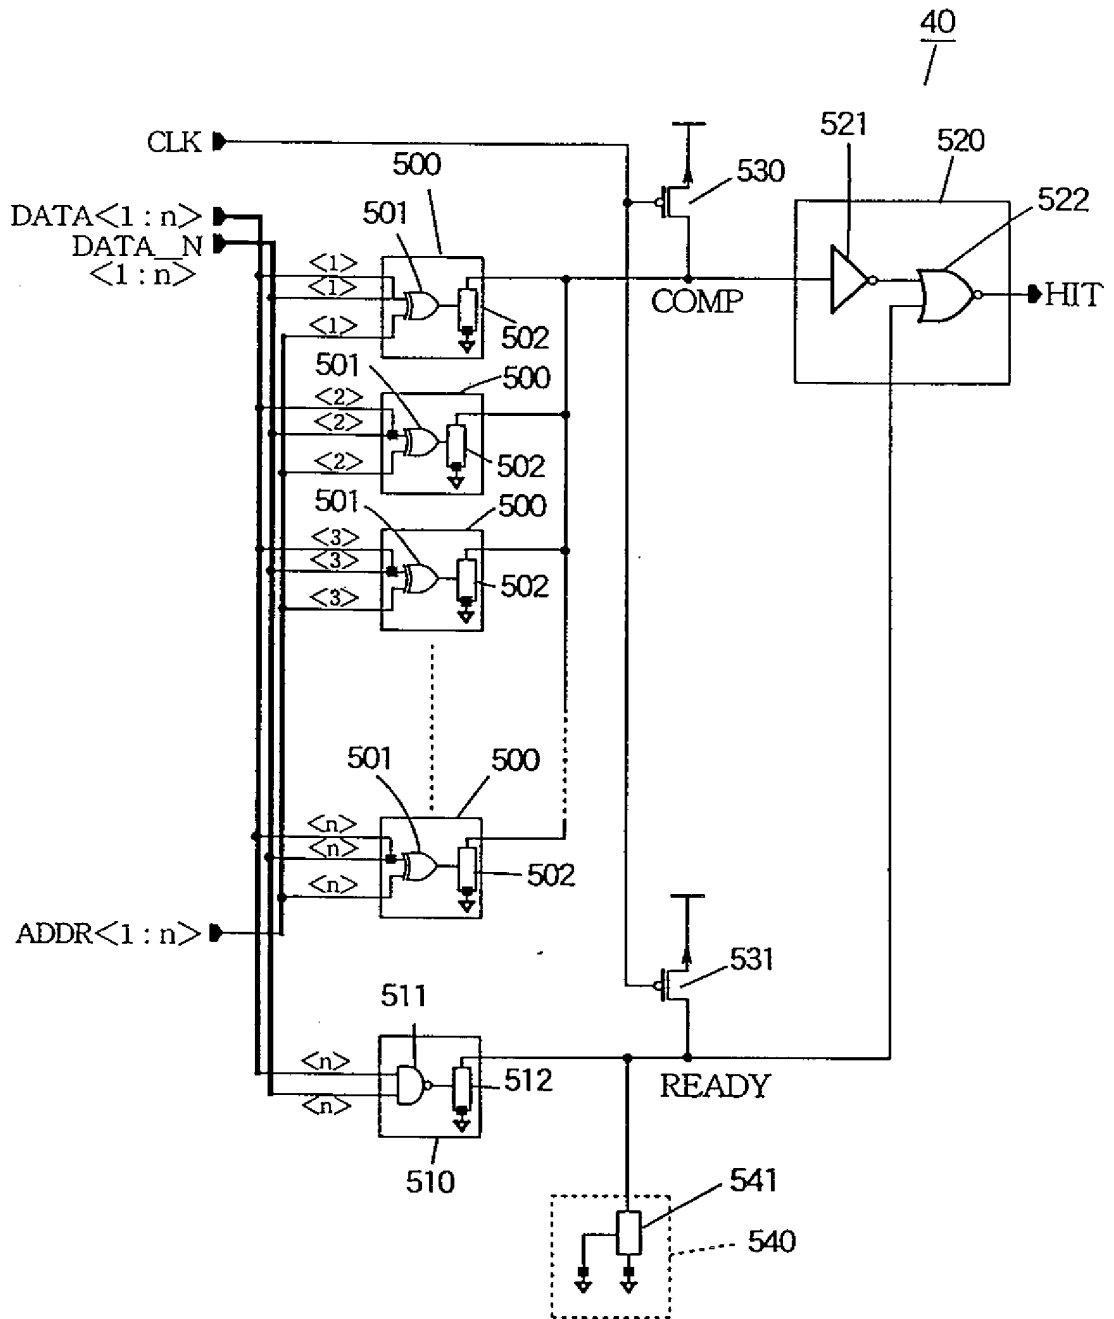 40
521
CLK
500
530
520
DATA<1 : n>
501
522
DATA_N
<1 : n>
<1>
<1>
COMP
HIT
<1>
502
501
500
<2>
<2>
<2>
502
501
500
<3>
<3>
<3>
502
501
500
<n>
<n>
<n>
502
ADDR<1 : n>
531
511
<n>
512
READY
<n>
510
541
540